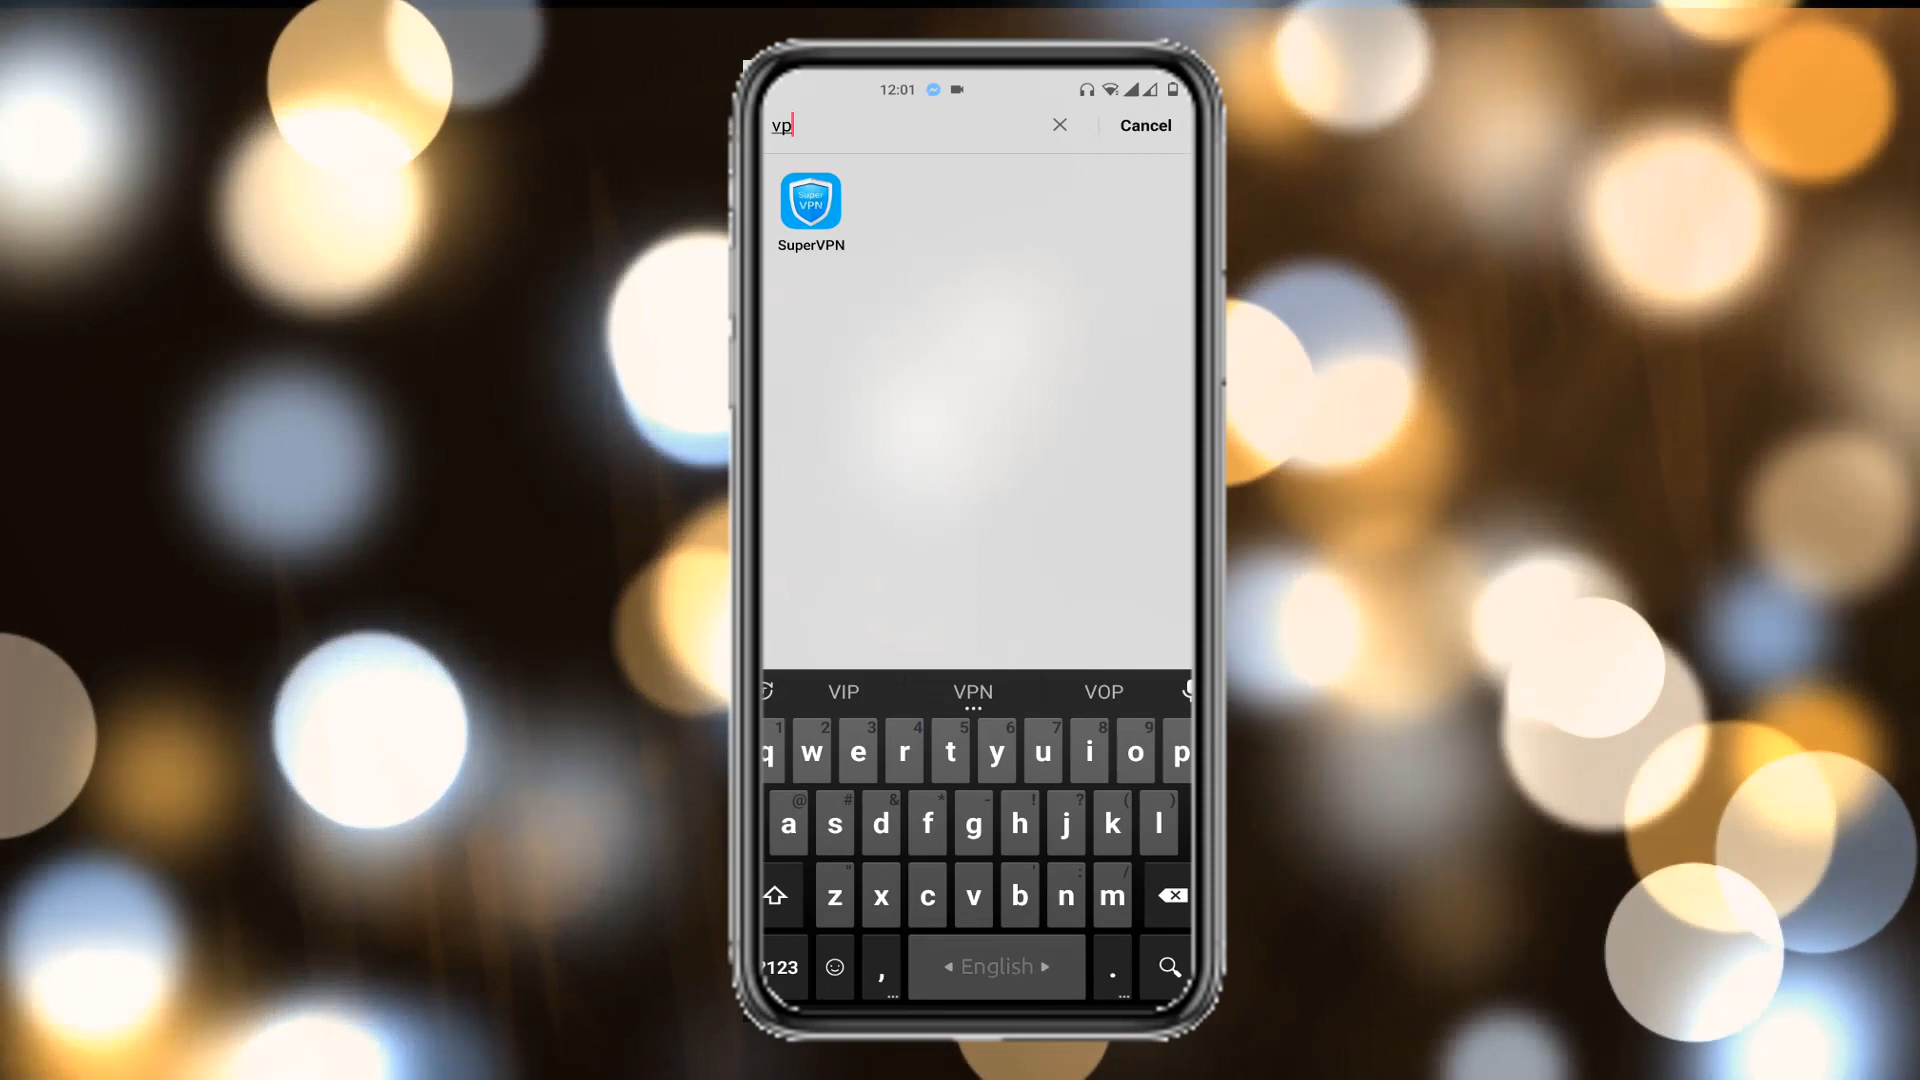 12:01
vp
Cancel
Super
VPN
SuperVPN
VIP
VPN
VOP
1 2 3 4 5 6 7 8 9
q w e r t y u i o p
@ # & * - ! ? ( )
a s d f g h j k l
" ' : /
z x c v b n m
?123 , English .